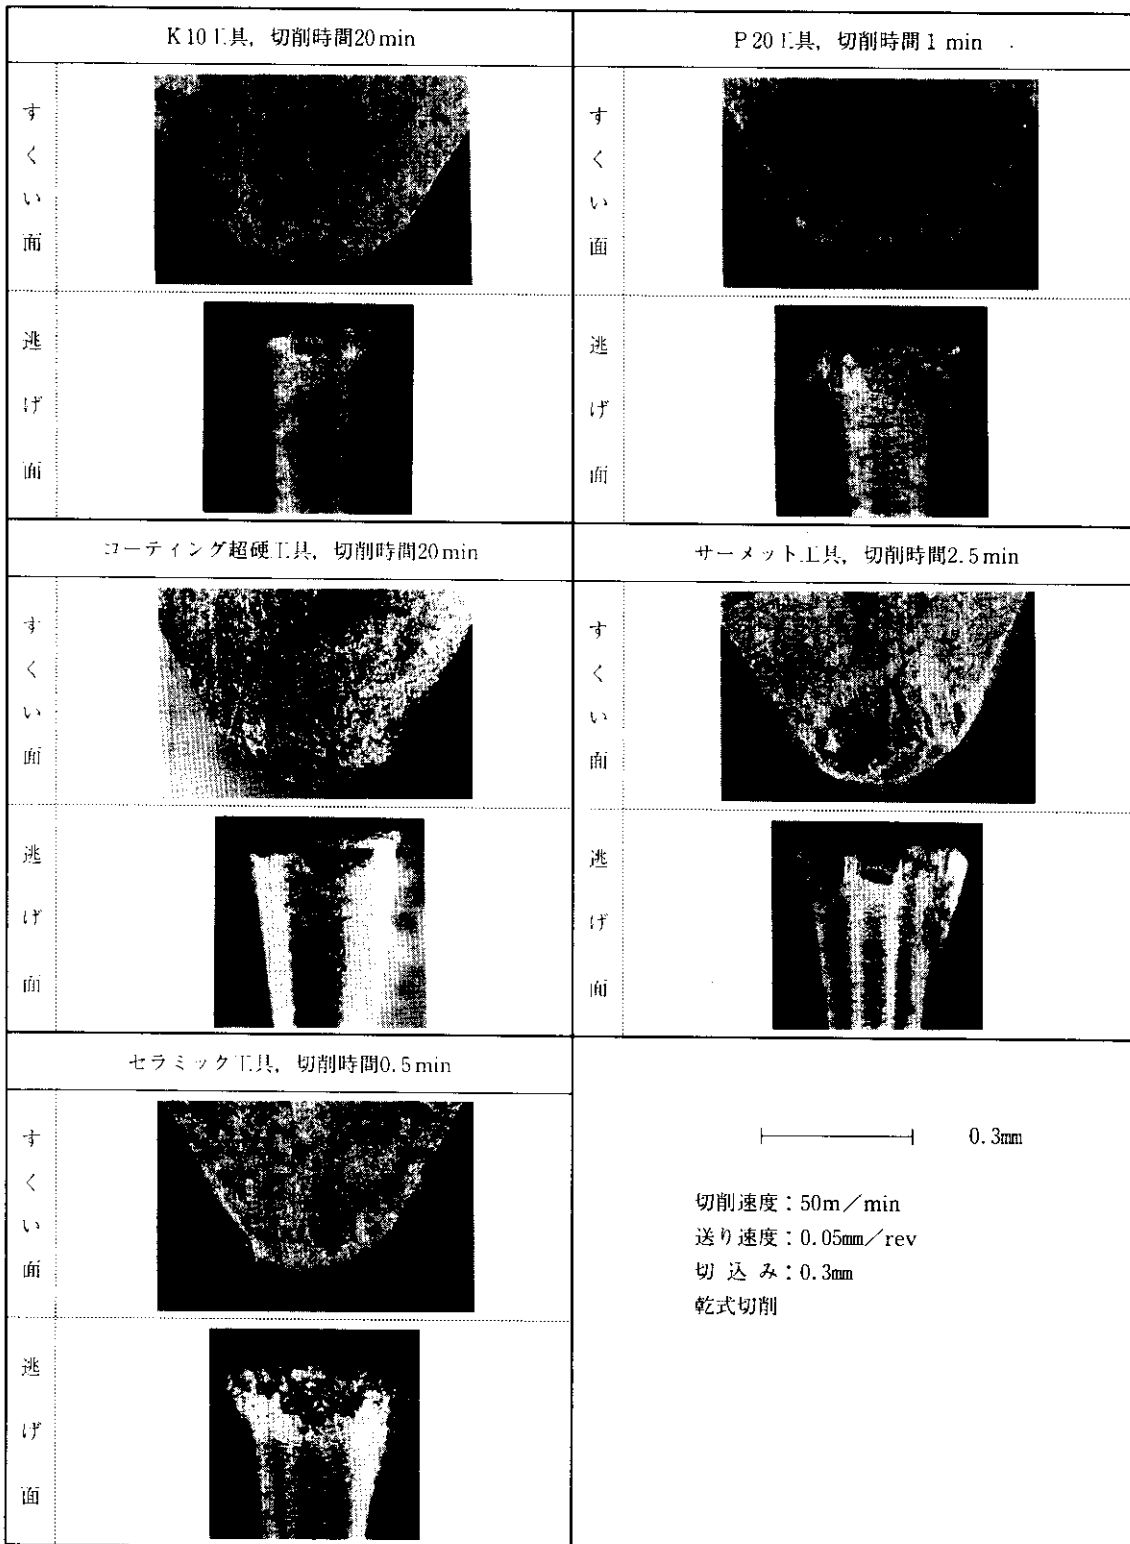 K10工具，切削時間20min
すくい面
逃げ面
P20工具，切削時間1 min
すくい面
逃げ面
コーティング超硬工具，切削時間20min
すくい面
逃げ面
サーメット工具，切削時間2.5min
すくい面
逃げ面
セラミック工具，切削時間0.5min
すくい面
逃げ面
0.3mm
切削速度：50m／min
送り速度：0.05mm／rev
切込み：0.3mm
乾式切削